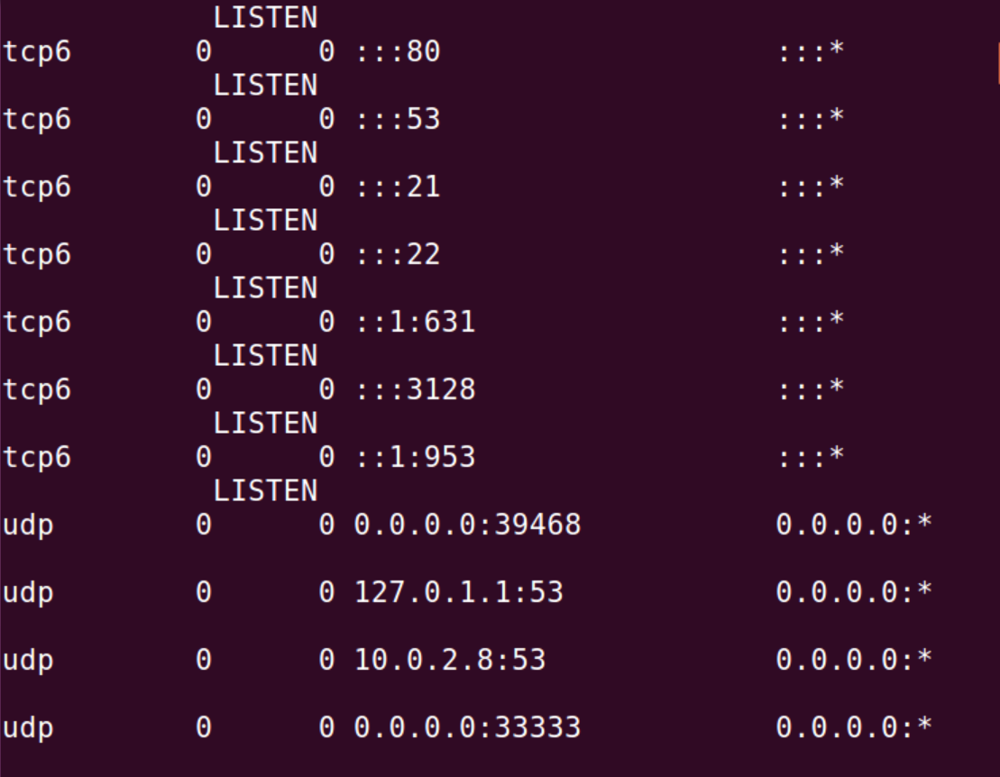 LISTEN
tcp6       0      0 :::80                   :::*
            LISTEN
tcp6       0      0 :::53                   :::*
            LISTEN
tcp6       0      0 :::21                   :::*
            LISTEN
tcp6       0      0 :::22                   :::*
            LISTEN
tcp6       0      0 ::1:631                 :::*
            LISTEN
tcp6       0      0 :::3128                 :::*
            LISTEN
tcp6       0      0 ::1:953                 :::*
            LISTEN
udp        0      0 0.0.0.0:39468           0.0.0.0:*
udp        0      0 127.0.1.1:53            0.0.0.0:*
udp        0      0 10.0.2.8:53             0.0.0.0:*
udp        0      0 0.0.0.0:33333           0.0.0.0:*